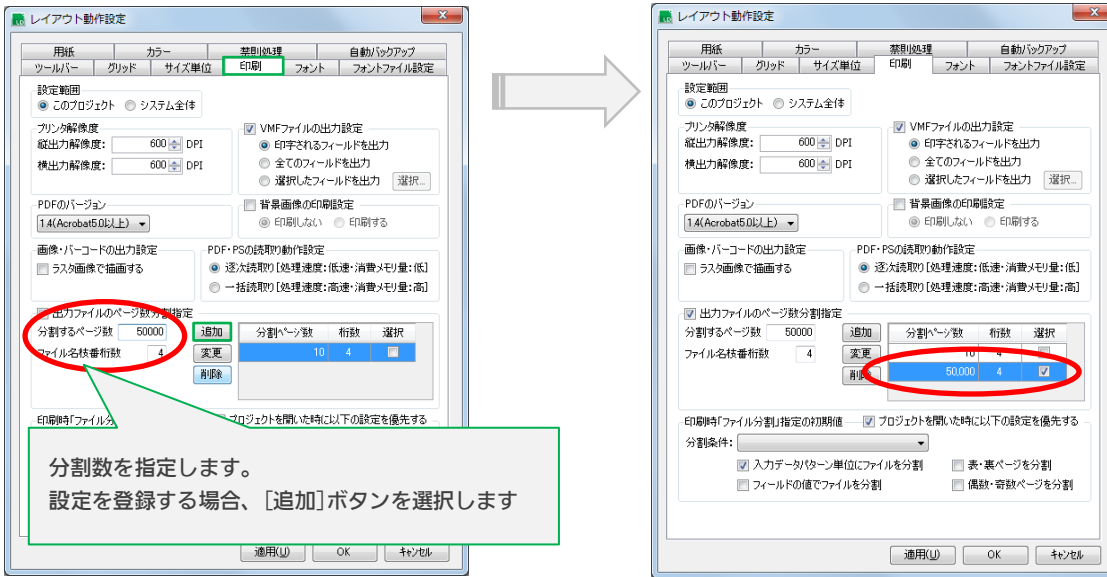 レイアウト動作設定
用紙 カラー 禁則処理 自動バックアップ
ツールバー グリッド サイズ単位 印刷 フォント フォントファイル設定
設定範囲
このプロジェクト システム全体
プリンタ解像度
縦出力解像度: 600 DPI
横出力解像度: 600 DPI
VMFファイルの出力設定
印字されるフィールドを出力
全てのフィールドを出力
選択したフィールドを出力 選択...
PDFのバージョン
1.4(Acrobat5.0以上)
背景画像の印刷設定
印刷しない 印刷する
画像・バーコードの出力設定
ラスタ画像で描画する
PDF・PSの読取り動作設定
逐次読取り[処理速度:低速・消費メモリ量:低]
一括読取り[処理速度:高速・消費メモリ量:高]
出力ファイルのページ数分割指定
分割するページ数 50000 追加
ファイル名枝番桁数 4 変更
削除
分割ページ数 桁数 選択
10 4
印刷時「ファイル分
プロジェクトを開いた時に以下の設定を優先する
分割数を指定します。
設定を登録する場合、[追加]ボタンを選択します
適用(U) OK キャンセル
レイアウト動作設定
用紙 カラー 禁則処理 自動バックアップ
ツールバー グリッド サイズ単位 印刷 フォント フォントファイル設定
設定範囲
このプロジェクト システム全体
プリンタ解像度
縦出力解像度: 600 DPI
横出力解像度: 600 DPI
VMFファイルの出力設定
印字されるフィールドを出力
全てのフィールドを出力
選択したフィールドを出力 選択...
PDFのバージョン
1.4(Acrobat5.0以上)
背景画像の印刷設定
印刷しない 印刷する
画像・バーコードの出力設定
ラスタ画像で描画する
PDF・PSの読取り動作設定
逐次読取り[処理速度:低速・消費メモリ量:低]
一括読取り[処理速度:高速・消費メモリ量:高]
出力ファイルのページ数分割指定
分割するページ数 50000 追加
ファイル名枝番桁数 4 変更
削除
分割ページ数 桁数 選択
10 4
50,000 4
印刷時「ファイル分割」指定の初期値
プロジェクトを開いた時に以下の設定を優先する
分割条件:
入力データパターン単位にファイルを分割 表・裏ページを分割
フィールドの値でファイルを分割 偶数・奇数ページを分割
適用(U) OK キャンセル